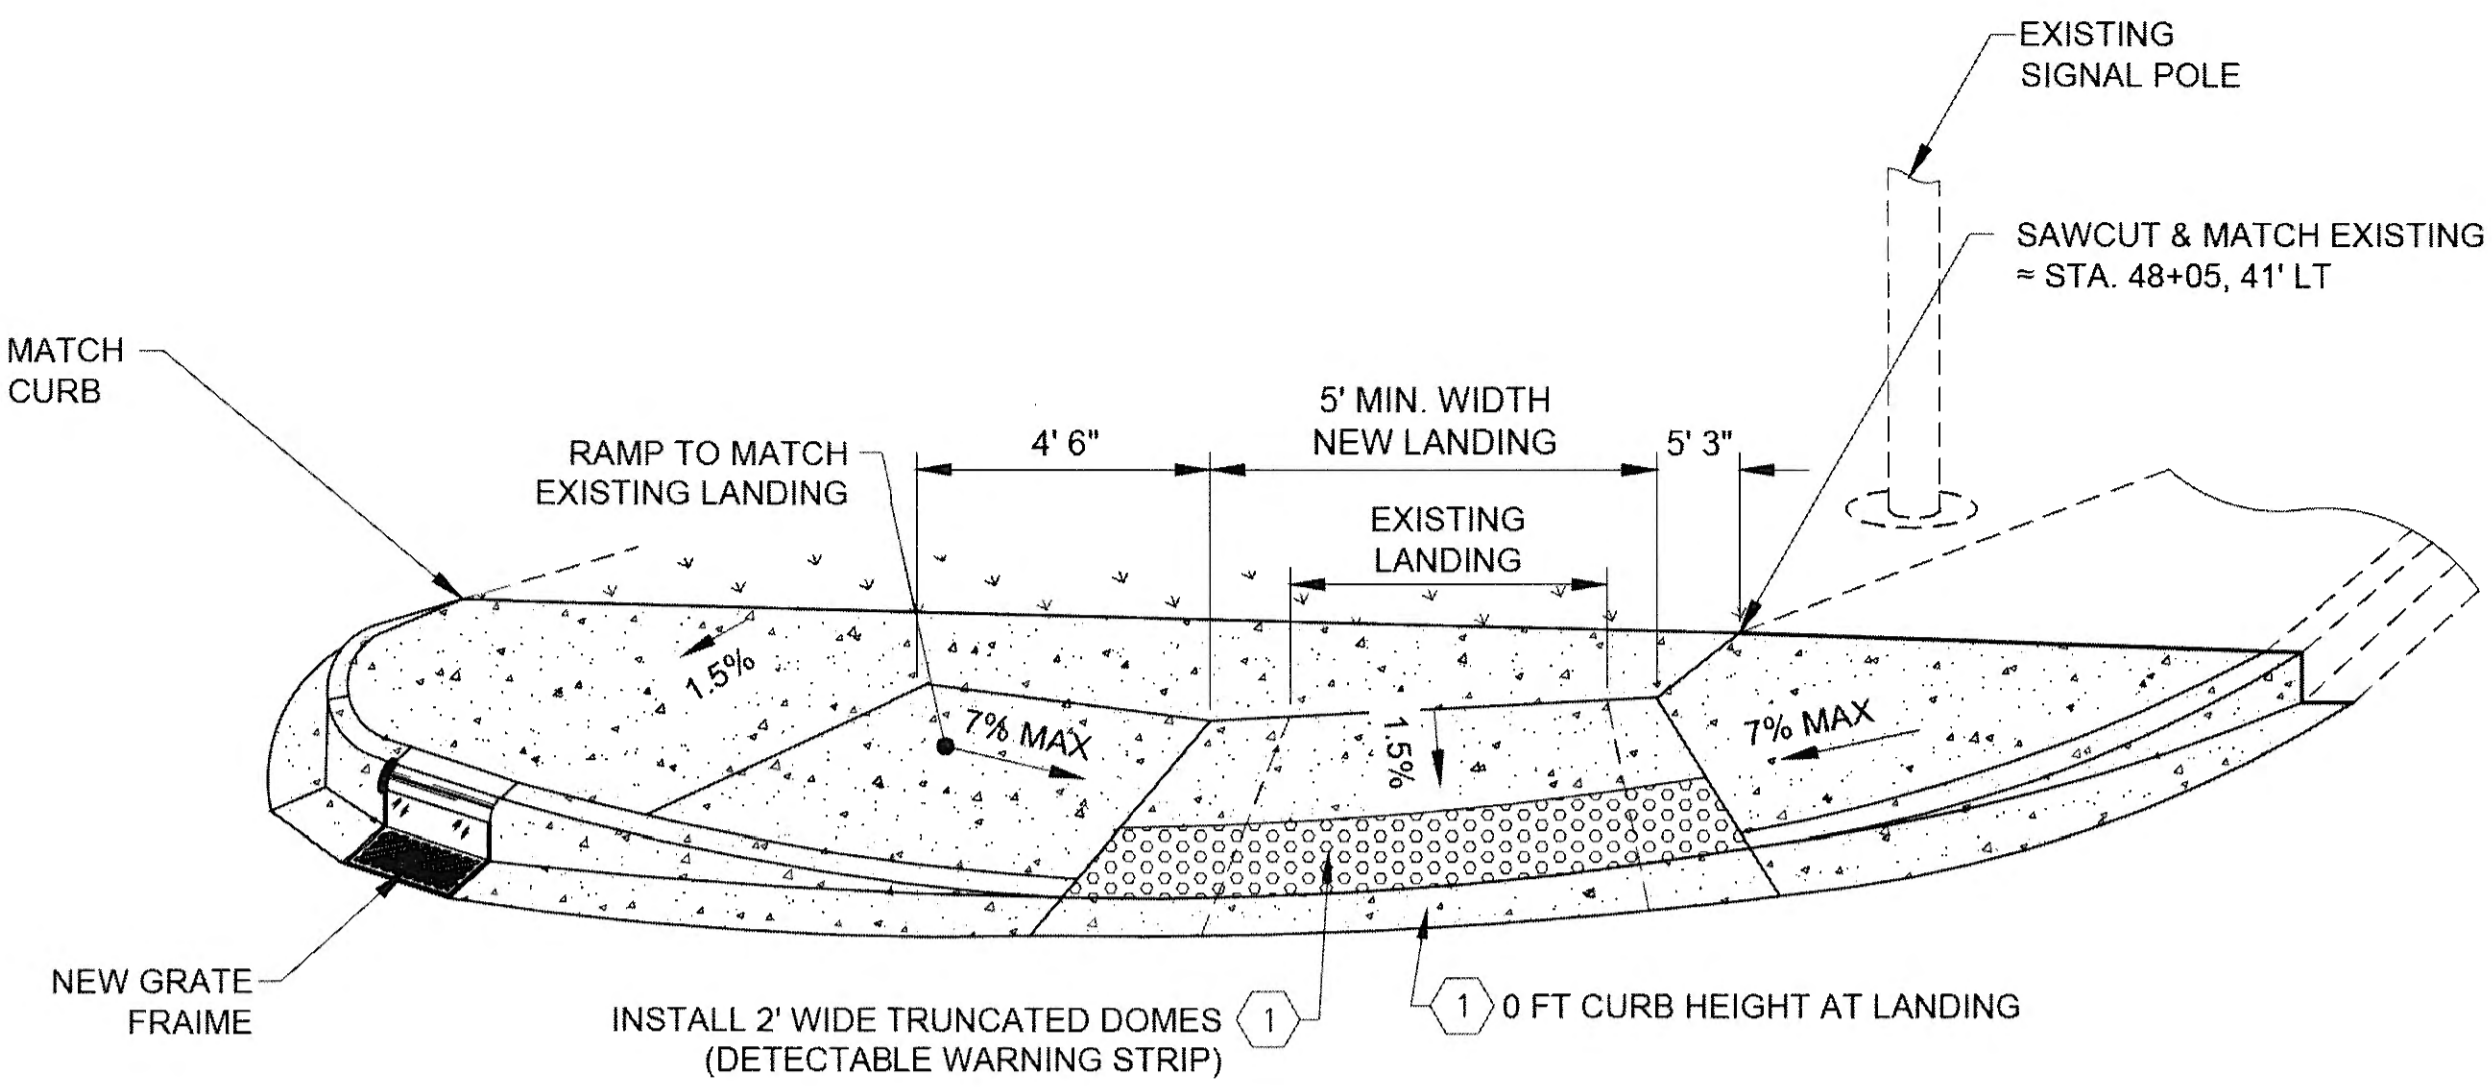 EXISTING
SIGNAL POLE
SAWCUT & MATCH EXISTING
≈ STA. 48+05, 41' LT
MATCH
CURB
RAMP TO MATCH
EXISTING LANDING
4' 6"
5' MIN. WIDTH
NEW LANDING
5' 3"
EXISTING
LANDING
1.5%
7% MAX
1.5%
7% MAX
NEW GRATE
FRAIME
INSTALL 2' WIDE TRUNCATED DOMES
(DETECTABLE WARNING STRIP)
1
1
0 FT CURB HEIGHT AT LANDING